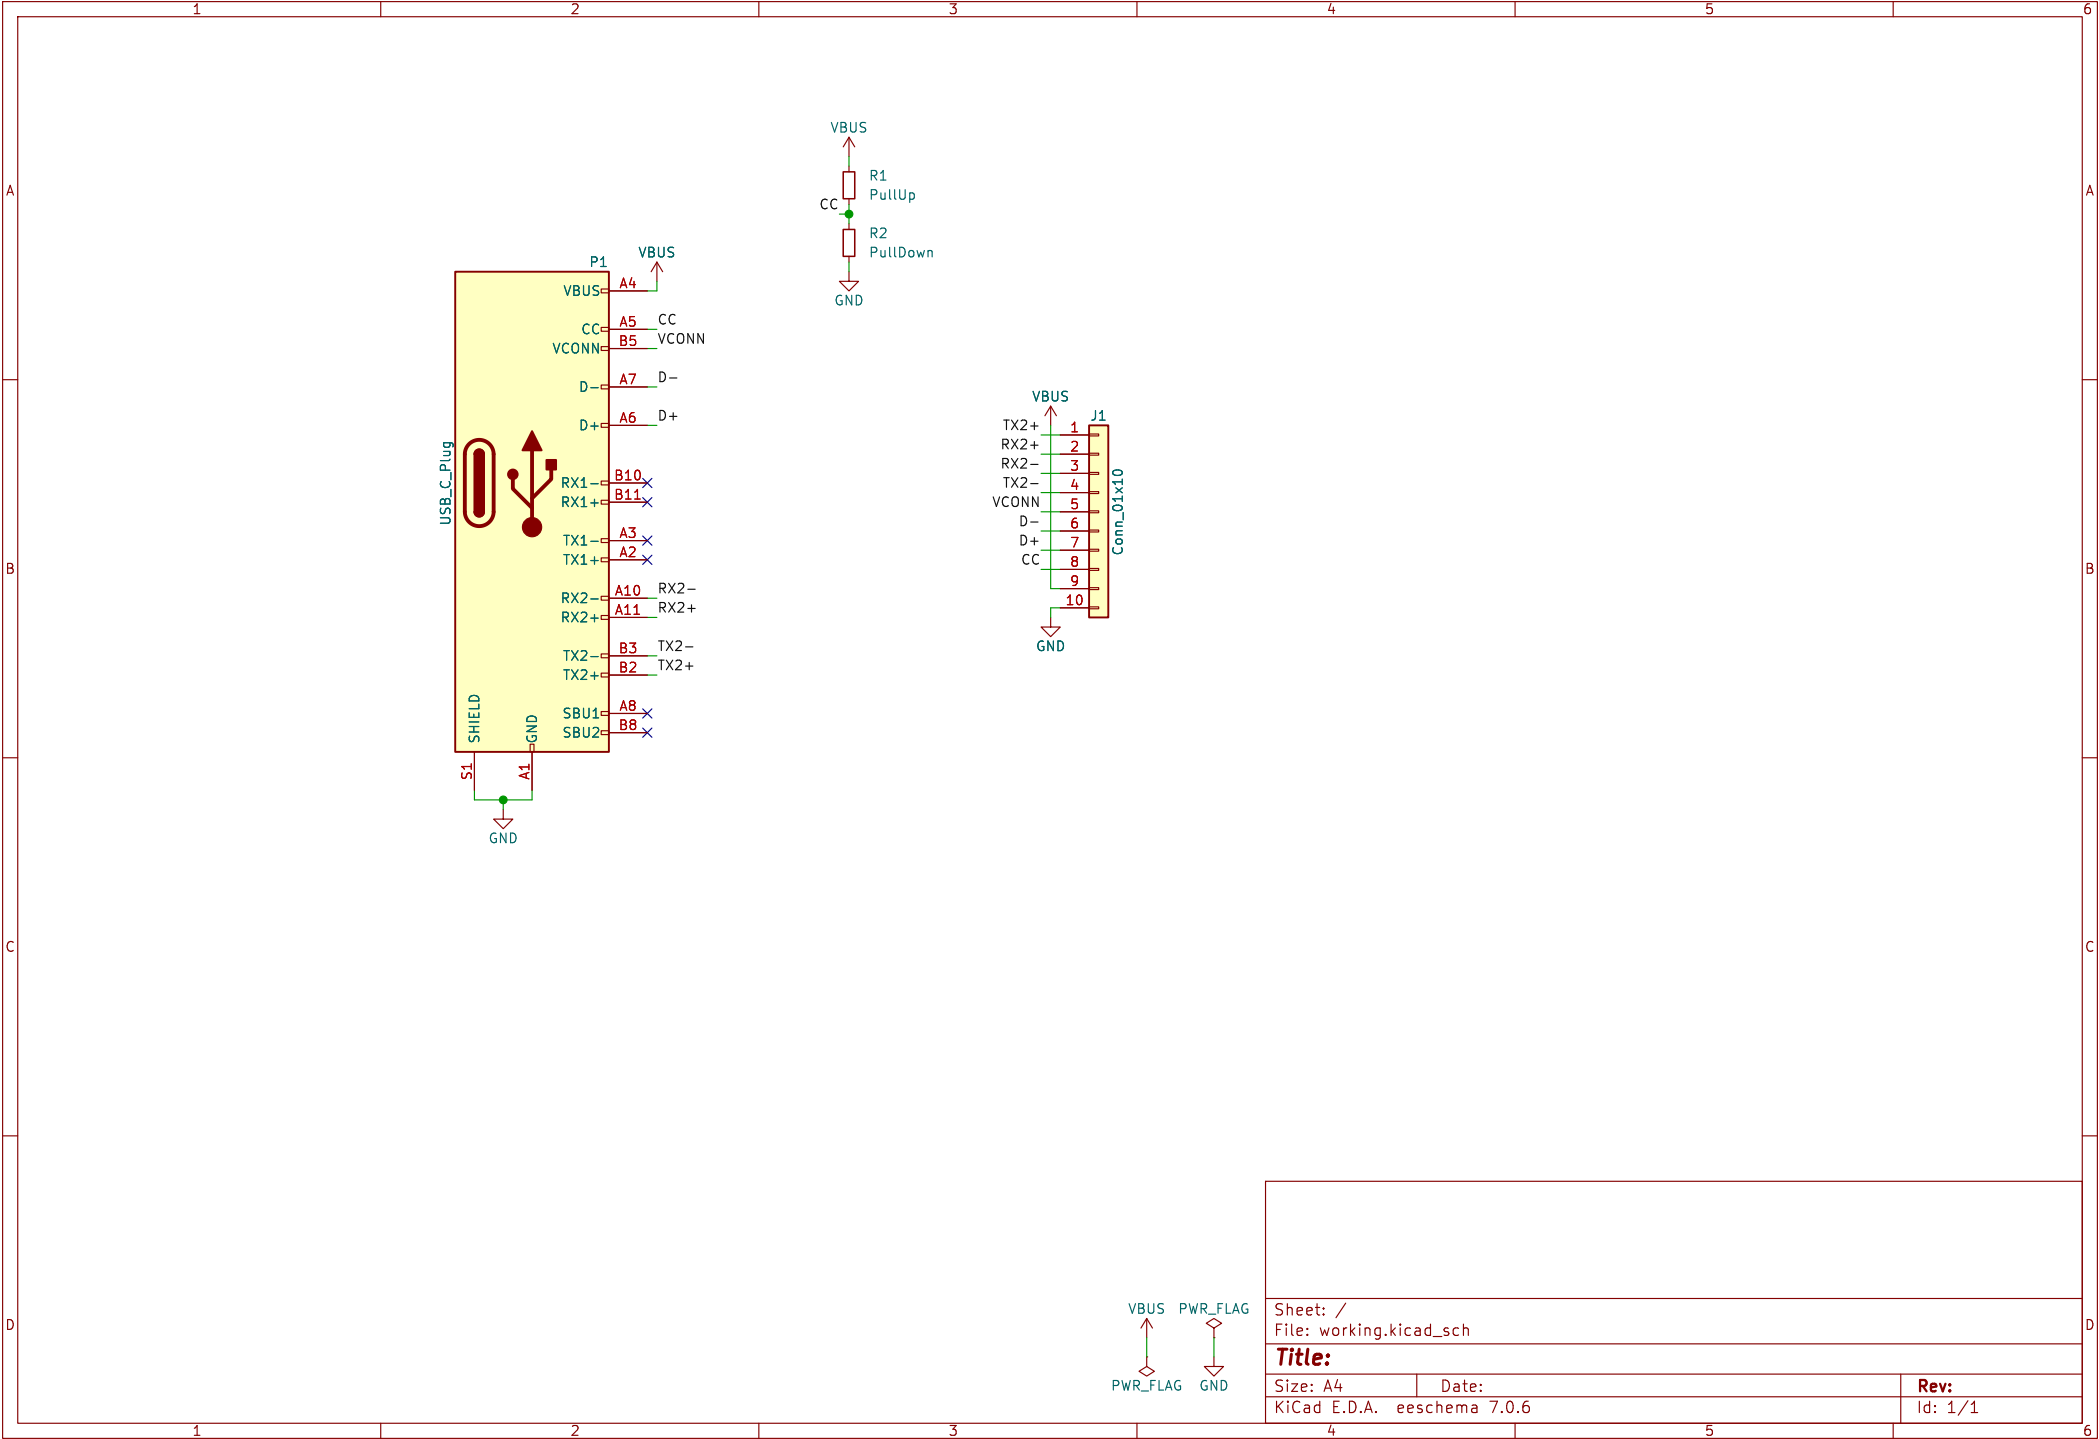 1 2 3 4 5 6
A A
B B
C C
D D
VBUS
R1
PullUp
CC
R2
PullDown
GND
P1
USB_C_Plug
VBUS
VBUS A4
CC A5 CC
VCONN B5 VCONN
D- A7 D-
D+ A6 D+
RX1- B10
RX1+ B11
TX1- A3
TX1+ A2
RX2- A10 RX2-
RX2+ A11 RX2+
TX2- B3 TX2-
TX2+ B2 TX2+
SBU1 A8
SBU2 B8
SHIELD GND
S1 A1
GND
VBUS
J1
Conn_01x10
TX2+ 1
RX2+ 2
RX2- 3
TX2- 4
VCONN 5
D- 6
D+ 7
CC 8
9
10
GND
VBUS PWR_FLAG
PWR_FLAG GND
Sheet: /
File: working.kicad_sch
Title:
Size: A4 Date: Rev:
KiCad E.D.A. eeschema 7.0.6 Id: 1/1
1 2 3 4 5 6